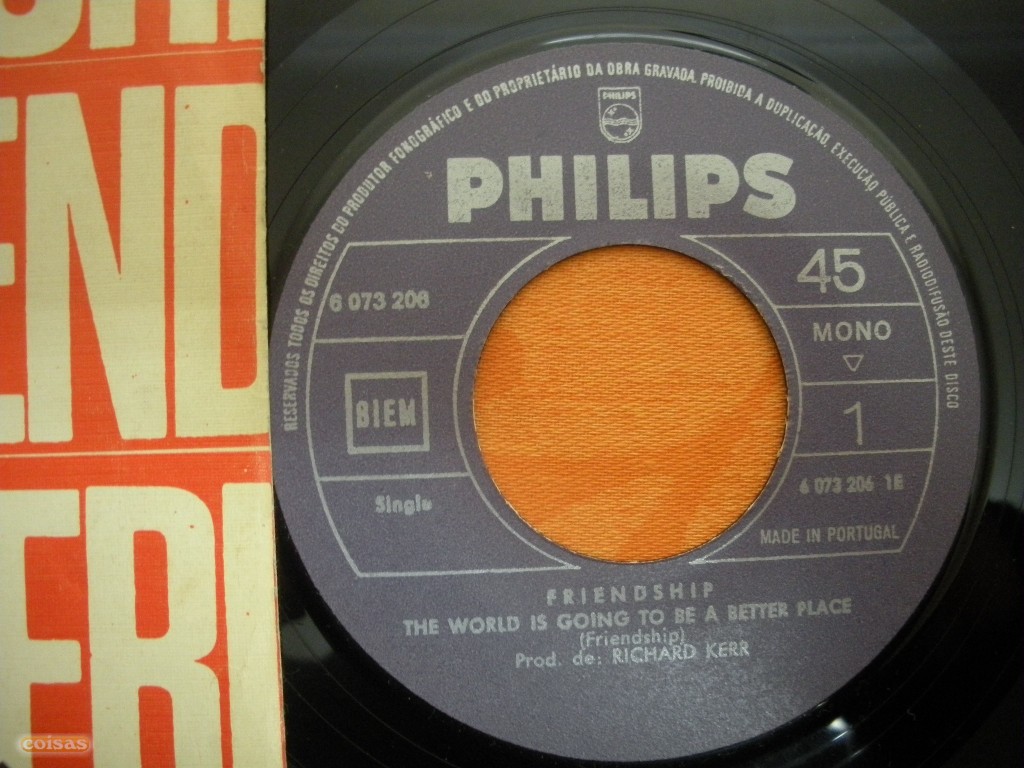 END
RESERVADOS TODOS OS DIREITOS DO PRODUTOR FONOGRÁFICO E DO PROPRIETÁRIO DA OBRA GRAVADA. PROIBIDA A DUPLICAÇÃO, EXECUÇÃO PÚBLICA E RADIODIFUSÃO DESTE DISCO
PHILIPS
PHILIPS
6 073 206
45
MONO
BIEM
1
Single
6 073 206 1E
MADE IN PORTUGAL
FRIENDSHIP
THE WORLD IS GOING TO BE A BETTER PLACE
(Friendship)
Prod. de: RICHARD KERR
coisas